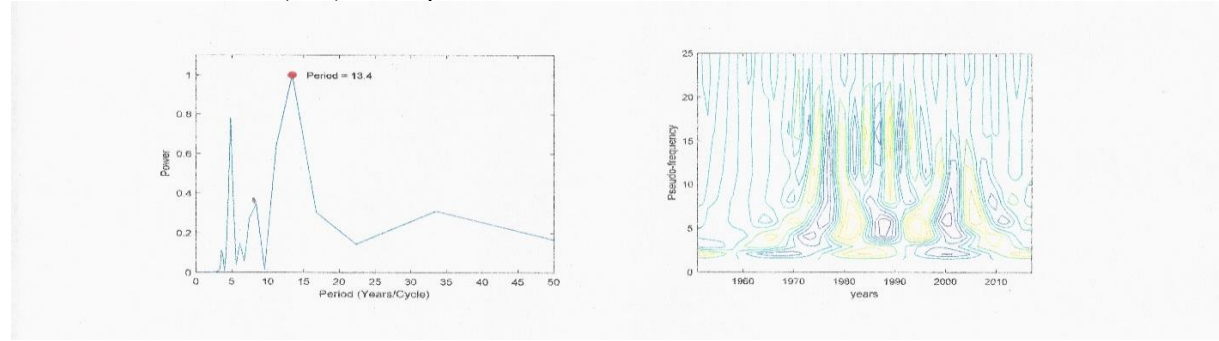 1
Period = 13.4
0.8
0.6
0.4
0.2
0
Power
0 5 10 15 20 25 30 35 40 45 50
Period (Years/Cycle)
25
20
15
10
5
0
Pseudo-frequency
1960 1970 1980 1990 2000 2010
years